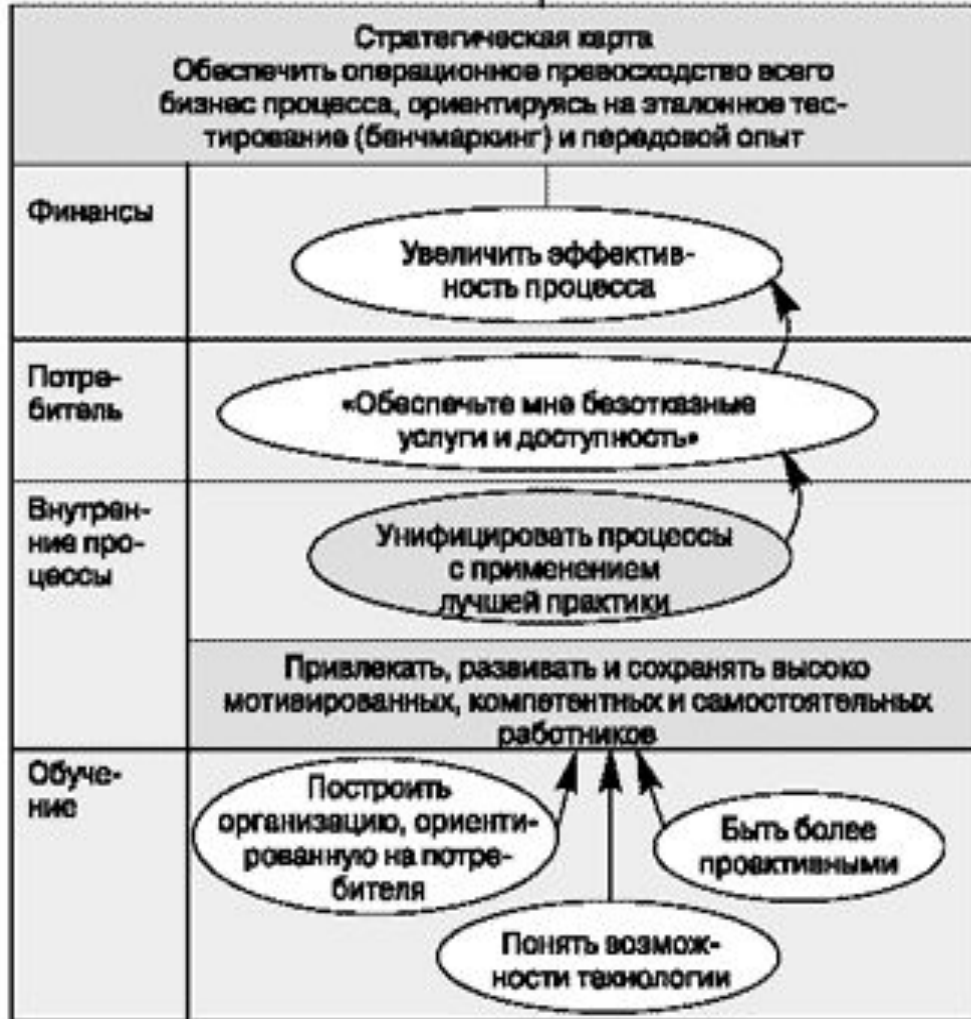 Стратегическая карта
Обеспечить операционное превосходство всего
бизнес процесса, ориентируясь на эталонное тес-
тирование (бенчмаркинг) и передовой опыт
Финансы
Увеличить эффектив-
ность процесса
Потре-
битель
«Обеспечьте мне безотказные
услуги и доступность»
Внутрен-
ние про-
цессы
Унифицировать процессы
с применением
лучшей практики
Привлекать, развивать и сохранять высоко
мотивированных, компетентных и самостоятельных
работников
Обуче-
ние
Построить
организацию, ориенти-
рованную на потре-
бителя
Быть более
проактивными
Понять возмож-
ности технологии